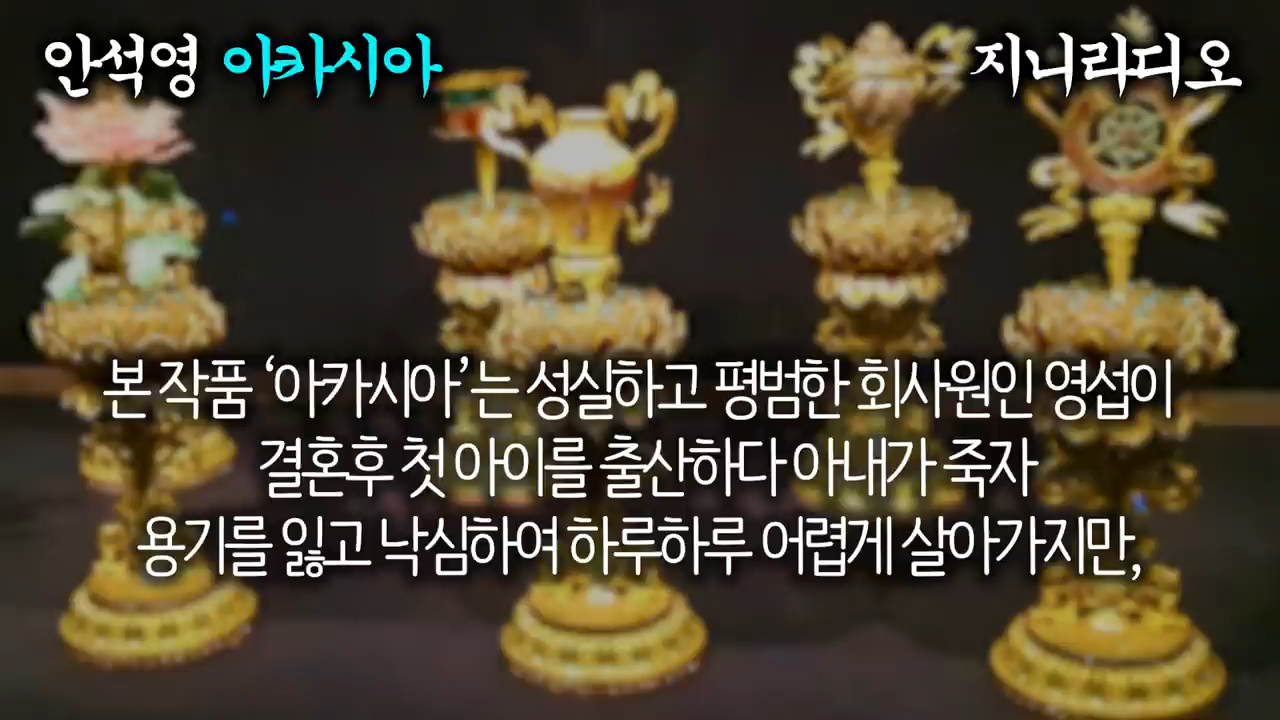 안석영 아카시아
지니라디오
본 작품 ‘아카시아’는 성실하고 평범한 회사원인 영섭이
결혼후 첫 아이를 출산하다 아내가 죽자
용기를 잃고 낙심하여 하루하루 어렵게 살아가지만,